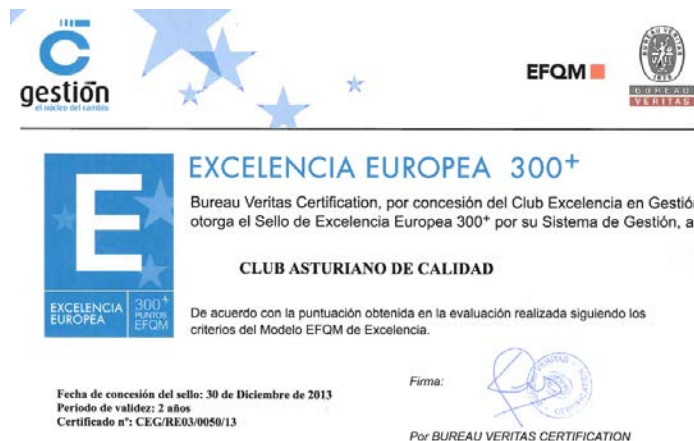 gestión
el núcleo del cambio
EFQM
BUREAU VERITAS
1828
BUREAU
VERITAS
EXCELENCIA EUROPEA 300+
Bureau Veritas Certification, por concesión del Club Excelencia en Gestión
otorga el Sello de Excelencia Europea 300+ por su Sistema de Gestión, a
CLUB ASTURIANO DE CALIDAD
E
EXCELENCIA
EUROPEA
300+
PUNTOS
EFQM
De acuerdo con la puntuación obtenida en la evaluación realizada siguiendo los
criterios del Modelo EFQM de Excelencia.
Fecha de concesión del sello: 30 de Diciembre de 2013
Periodo de validez: 2 años
Certificado nº: CEG/RE03/0050/13
Firma:
Por BUREAU VERITAS CERTIFICATION